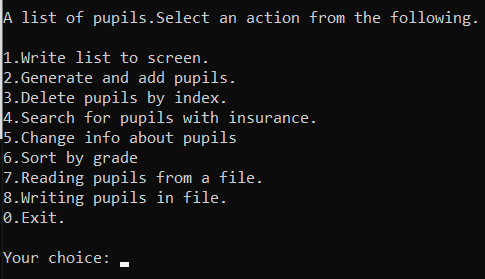 A list of pupils.Select an action from the following.
1.Write list to screen.
2.Generate and add pupils.
3.Delete pupils by index.
4.Search for pupils with insurance.
5.Change info about pupils
6.Sort by grade
7.Reading pupils from a file.
8.Writing pupils in file.
0.Exit.
Your choice: